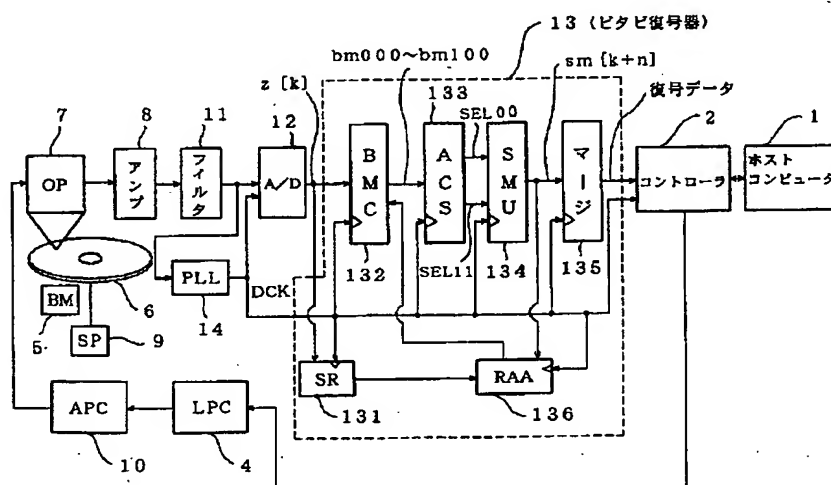 13 (ビタビ復号器)
bm000～bm100
sm [k+n]
z [k]
133
復号データ
7
8
11
12
SEL00
2
1
OP
アンプ
フィルタ
A/D
BMC
ACS
SMU
マージ
コントローラ
ホスト
コンピュータ
132
SEL11
134
135
PLL
DCK
BM
6
14
5
SP
9
SR
RAA
131
136
APC
LPC
10
4